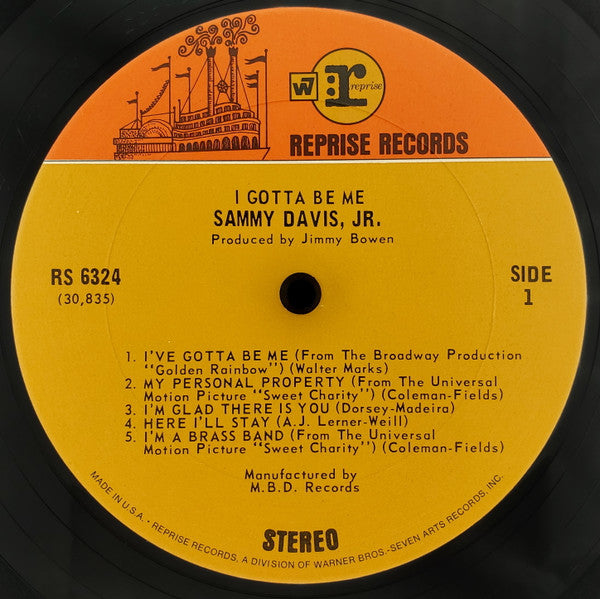 W7 r reprise
REPRISE RECORDS
I GOTTA BE ME
SAMMY DAVIS, JR.
Produced by Jimmy Bowen
RS 6324
(30,835)
SIDE
1
1. I'VE GOTTA BE ME (From The Broadway Production
"Golden Rainbow") (Walter Marks)
2. MY PERSONAL PROPERTY (From The Universal
Motion Picture "Sweet Charity") (Coleman-Fields)
3. I'M GLAD THERE IS YOU (Dorsey-Madeira)
4. HERE I'LL STAY (A.J. Lerner-Weill)
5. I'M A BRASS BAND (From The Universal
Motion Picture "Sweet Charity") (Coleman-Fields)
Manufactured by
M.B.D. Records
STEREO
MADE IN U.S.A. • REPRISE RECORDS, A DIVISION OF WARNER BROS.-SEVEN ARTS RECORDS, INC.